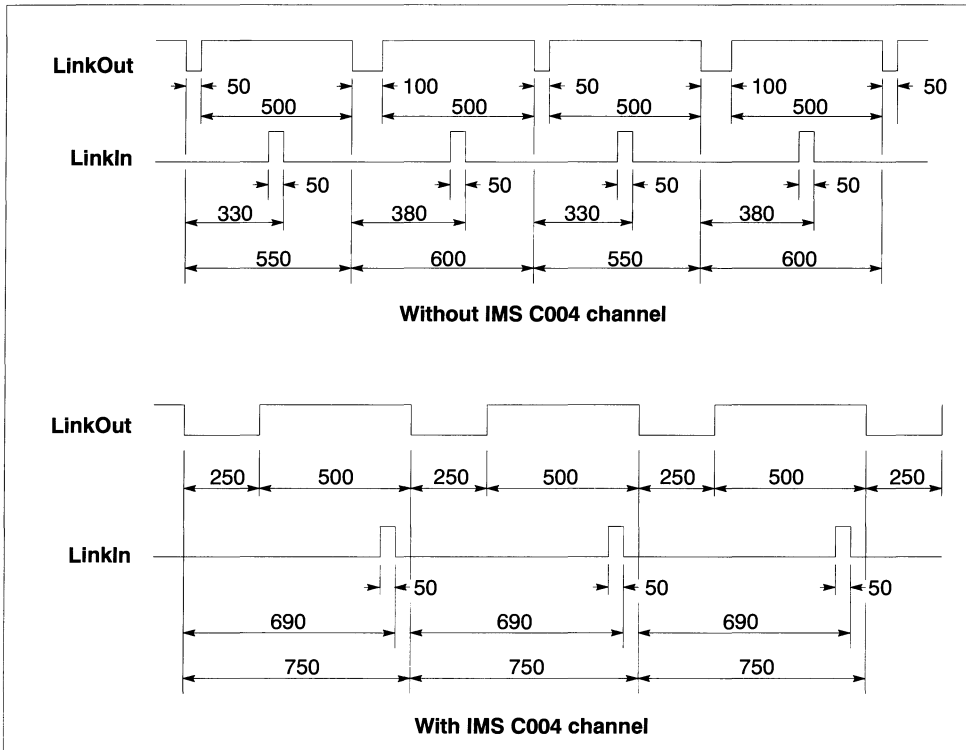 LinkOut
50 100 50 100 50
500 500 500 500
LinkIn
50 50 50 50
330 380 330 380
550 600 550 600
Without IMS C004 channel
LinkOut
250 500 250 500 250 500 250
LinkIn
50 50 50
690 690 690
750 750 750
With IMS C004 channel